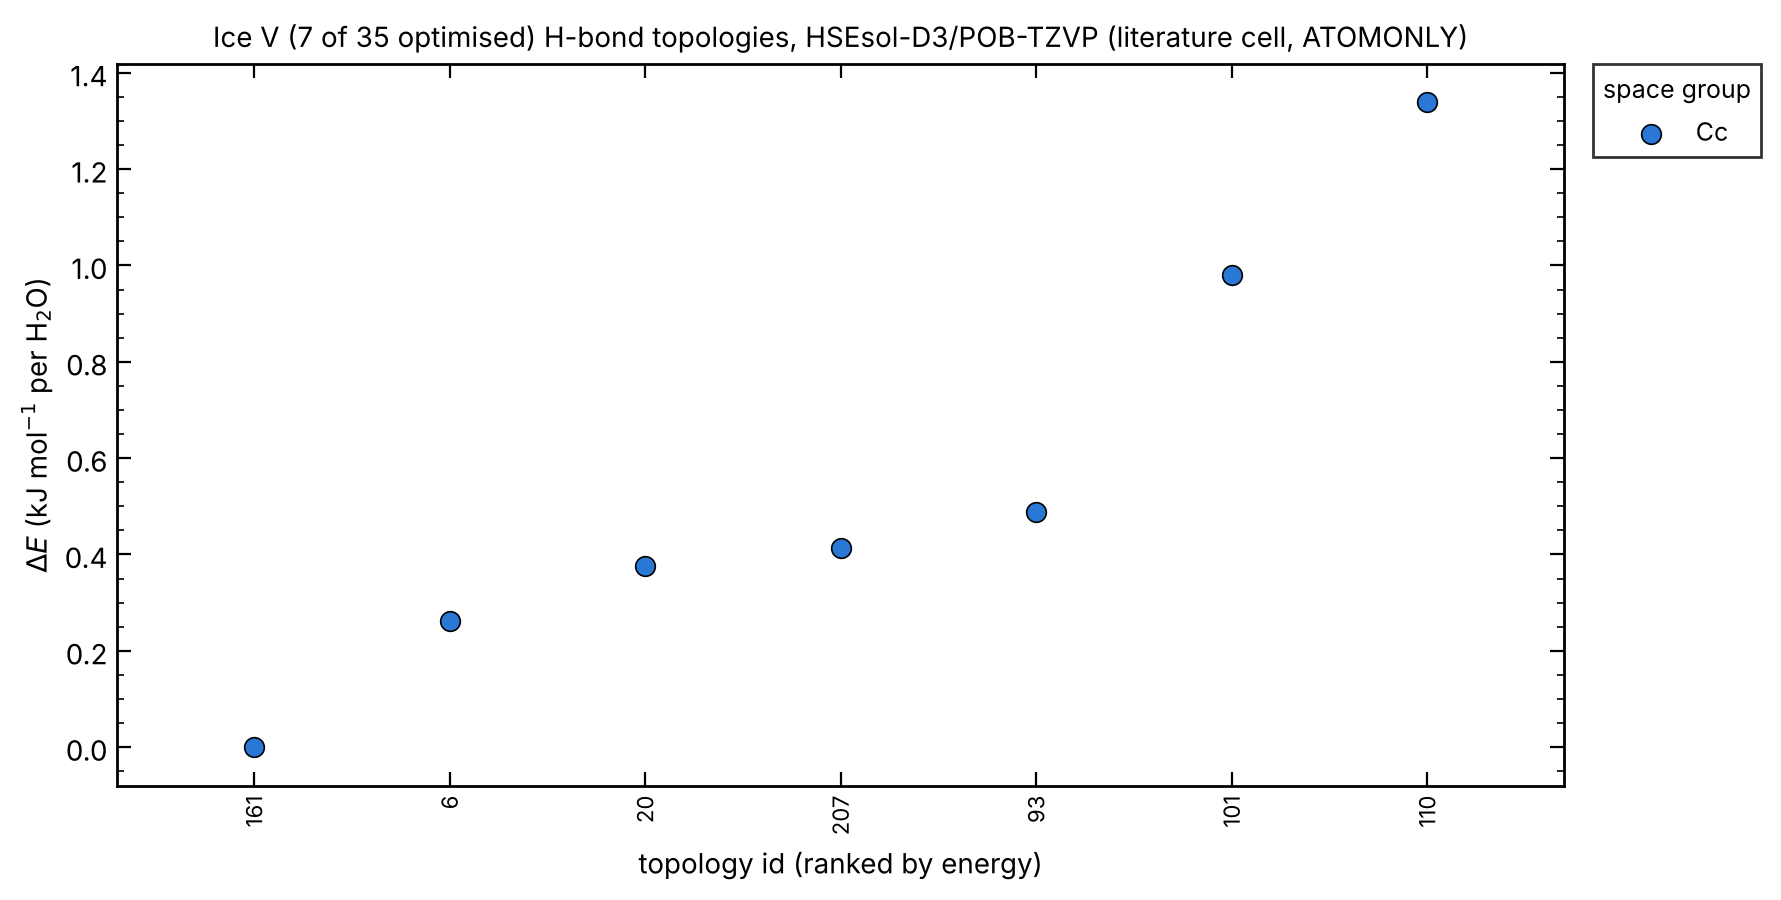 Ice V (7 of 35 optimised) H-bond topologies, HSEsol-D3/POB-TZVP (literature cell, ATOMONLY)
space group
Cc
ΔE (kJ mol⁻¹ per H₂O)
1.4
1.2
1.0
0.8
0.6
0.4
0.2
0.0
161 6 20 207 93 101 110
topology id (ranked by energy)